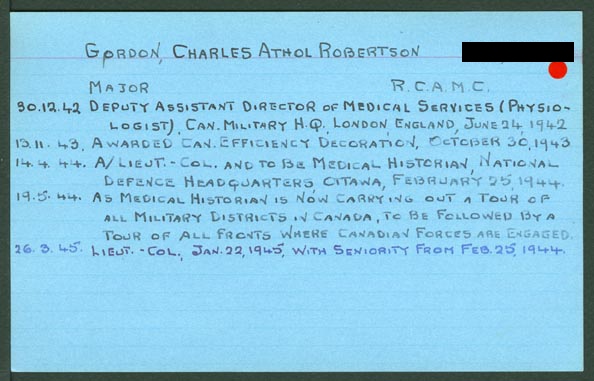 GORDON, CHARLES ATHOL ROBERTSON
MAJOR R.C.A.M.C.
30.12.42 DEPUTY ASSISTANT DIRECTOR OF MEDICAL SERVICES (PHYSIO-
LOGIST), CAN. MILITARY H.Q., LONDON, ENGLAND, JUNE 24, 1942
13.11.43. AWARDED CAN. EFFICIENCY DECORATION, OCTOBER 30, 1943
14.4.44. A/LIEUT.-COL. AND TO BE MEDICAL HISTORIAN, NATIONAL
DEFENCE HEADQUARTERS, OTTAWA, FEBRUARY 25, 1944.
19.5.44. AS MEDICAL HISTORIAN IS NOW CARRYING OUT A TOUR OF
ALL MILITARY DISTRICTS IN CANADA, TO BE FOLLOWED BY A
TOUR OF ALL FRONTS WHERE CANADIAN FORCES ARE ENGAGED.
26.3.45. LIEUT.-COL., JAN. 22, 1945, WITH SENIORITY FROM FEB. 25, 1944.